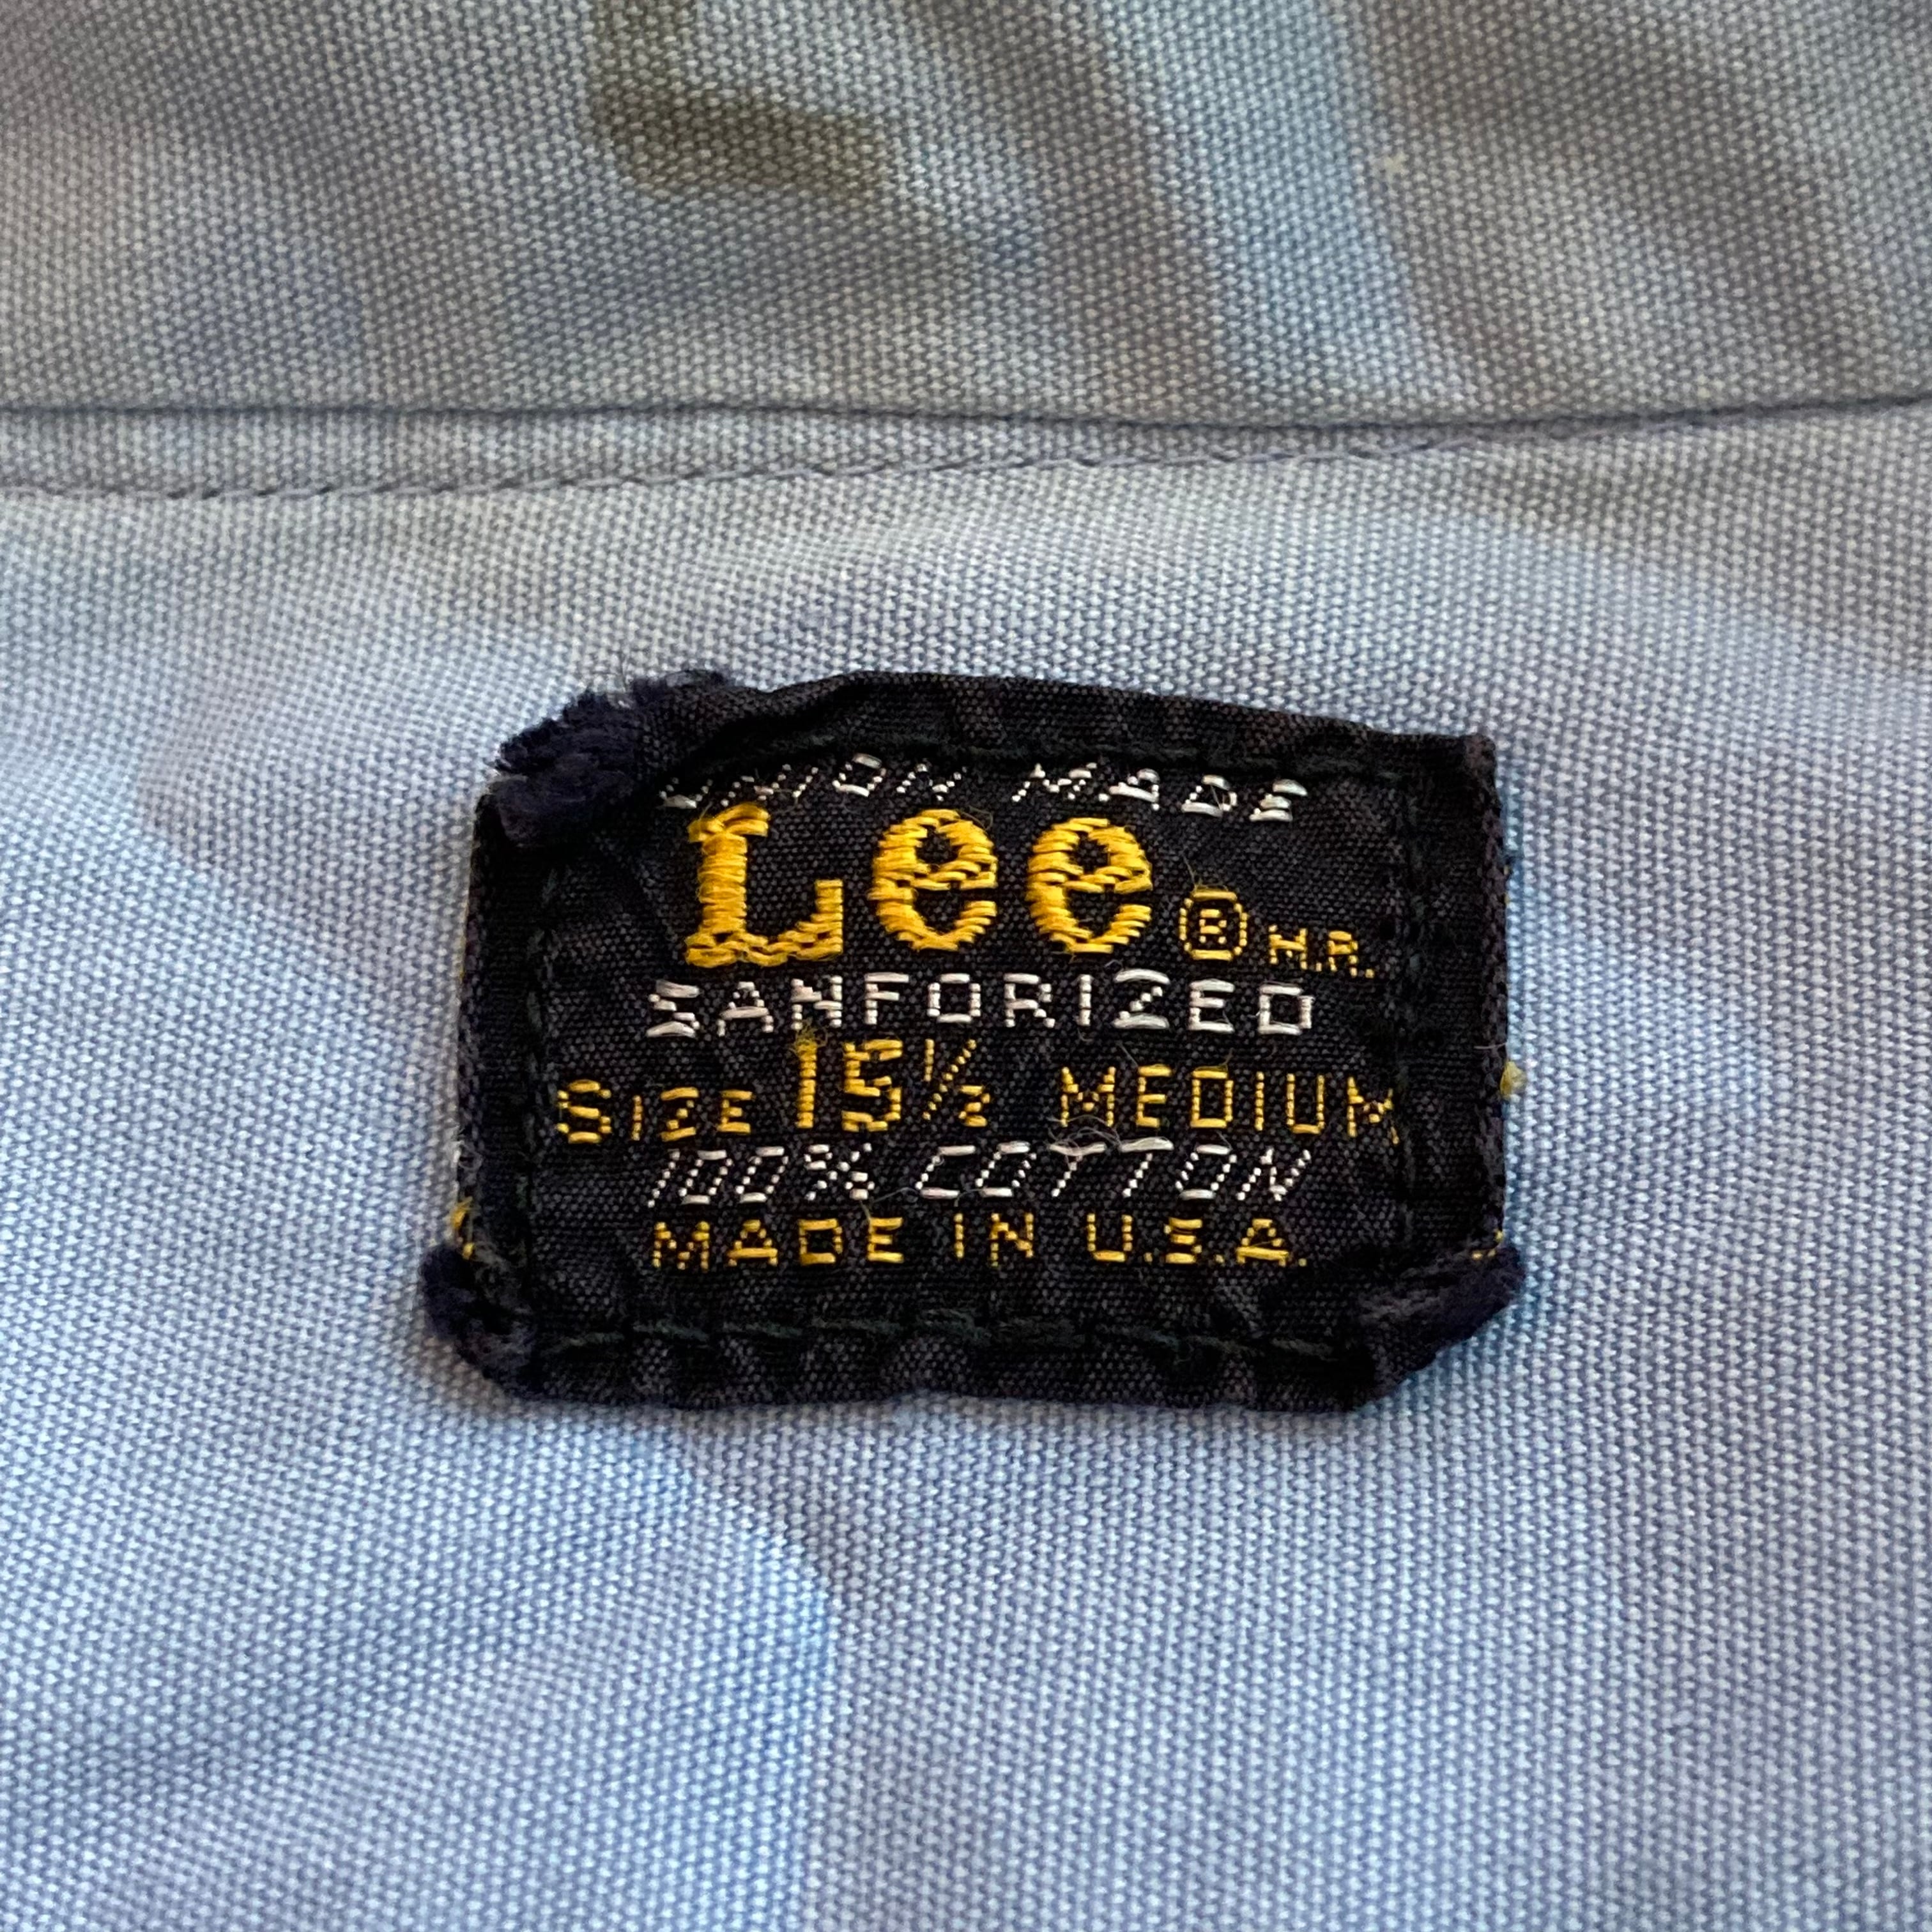 UNION MADE
Lee ® M.R.
SANFORIZED
SIZE 15½ MEDIUM
100% COTTON
MADE IN U.S.A.